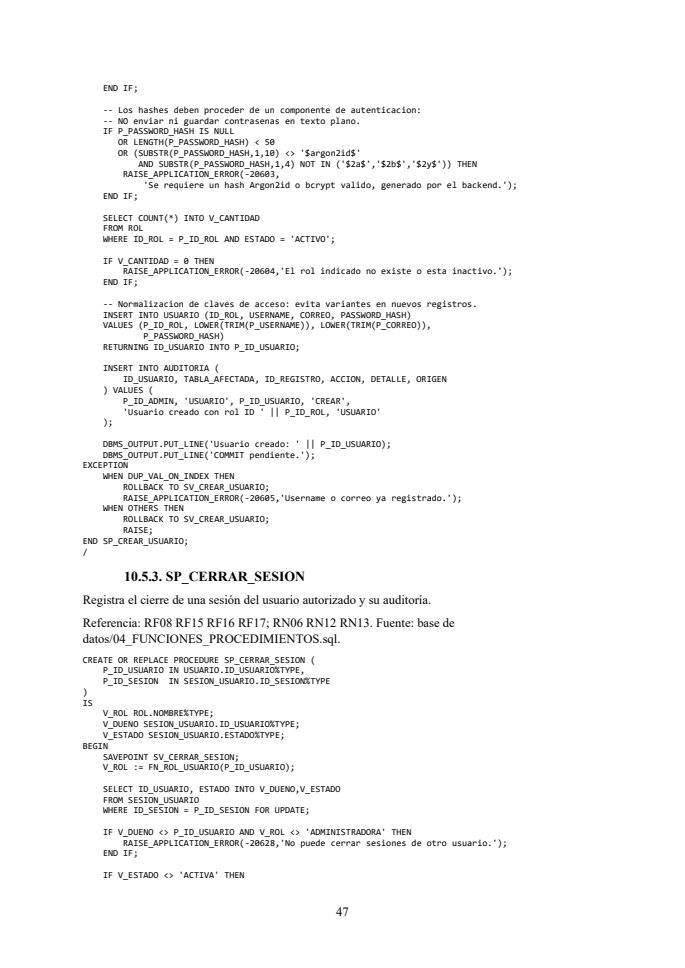 END IF;
-- Los hashes deben proceder de un componente de autenticacion:
-- NO enviar ni guardar contrasenas en texto plano.
IF P_PASSWORD_HASH IS NULL
OR LENGTH(P_PASSWORD_HASH) < 50
OR (SUBSTR(P_PASSWORD_HASH,1,10) <> '$argon2id$'
AND SUBSTR(P_PASSWORD_HASH,1,4) NOT IN ('$2a$','$2b$','$2y$')) THEN
RAISE_APPLICATION_ERROR(-20603,
'Se requiere un hash Argon2id o bcrypt valido, generado por el backend.');
END IF;
SELECT COUNT(*) INTO V_CANTIDAD
FROM ROL
WHERE ID_ROL = P_ID_ROL AND ESTADO = 'ACTIVO';
IF V_CANTIDAD = 0 THEN
RAISE_APPLICATION_ERROR(-20604,'El rol indicado no existe o esta inactivo.');
END IF;
-- Normalizacion de claves de acceso: evita variantes en nuevos registros.
INSERT INTO USUARIO (ID_ROL, USERNAME, CORREO, PASSWORD_HASH)
VALUES (P_ID_ROL, LOWER(TRIM(P_USERNAME)), LOWER(TRIM(P_CORREO)),
P_PASSWORD_HASH)
RETURNING ID_USUARIO INTO P_ID_USUARIO;
INSERT INTO AUDITORIA (
ID_USUARIO, TABLA_AFECTADA, ID_REGISTRO, ACCION, DETALLE, ORIGEN
) VALUES (
P_ID_ADMIN, 'USUARIO', P_ID_USUARIO, 'CREAR',
'Usuario creado con rol ID ' || P_ID_ROL, 'USUARIO'
);
DBMS_OUTPUT.PUT_LINE('Usuario creado: ' || P_ID_USUARIO);
DBMS_OUTPUT.PUT_LINE('COMMIT pendiente.');
EXCEPTION
WHEN DUP_VAL_ON_INDEX THEN
ROLLBACK TO SV_CREAR_USUARIO;
RAISE_APPLICATION_ERROR(-20605,'Username o correo ya registrado.');
WHEN OTHERS THEN
ROLLBACK TO SV_CREAR_USUARIO;
RAISE;
END SP_CREAR_USUARIO;
/
10.5.3. SP_CERRAR_SESION
Registra el cierre de una sesión del usuario autorizado y su auditoría.
Referencia: RF08 RF15 RF16 RF17; RN06 RN12 RN13. Fuente: base de
datos/04_FUNCIONES_PROCEDIMIENTOS.sql.
CREATE OR REPLACE PROCEDURE SP_CERRAR_SESION (
P_ID_USUARIO IN USUARIO.ID_USUARIO%TYPE,
P_ID_SESION  IN SESION_USUARIO.ID_SESION%TYPE
)
IS
V_ROL ROL.NOMBRE%TYPE;
V_DUENO SESION_USUARIO.ID_USUARIO%TYPE;
V_ESTADO SESION_USUARIO.ESTADO%TYPE;
BEGIN
SAVEPOINT SV_CERRAR_SESION;
V_ROL := FN_ROL_USUARIO(P_ID_USUARIO);
SELECT ID_USUARIO, ESTADO INTO V_DUENO,V_ESTADO
FROM SESION_USUARIO
WHERE ID_SESION = P_ID_SESION FOR UPDATE;
IF V_DUENO <> P_ID_USUARIO AND V_ROL <> 'ADMINISTRADORA' THEN
RAISE_APPLICATION_ERROR(-20628,'No puede cerrar sesiones de otro usuario.');
END IF;
IF V_ESTADO <> 'ACTIVA' THEN
47